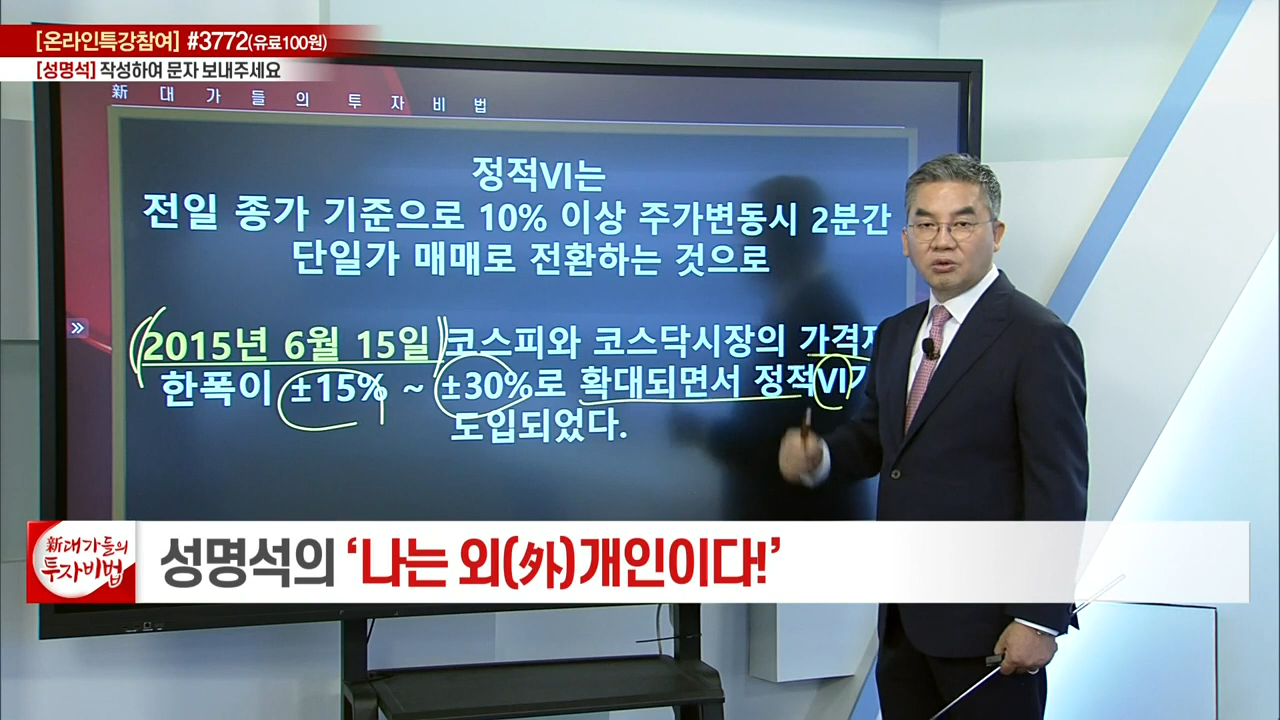 [온라인특강참여] #3772(유료100원)
[성명석] 작성하여 문자 보내주세요
新 대 가 들 의 투 자 비 법
정적VI는
전일 종가 기준으로 10% 이상 주가변동시 2분간
단일가 매매로 전환하는 것으로
2015년 6월 15일 코스피와 코스닥시장의 가격제
한폭이 ±15% ~ ±30%로 확대되면서 정적VI가
도입되었다.
新대가들의
투자비법
성명석의 '나는 외(外)개인이다!'